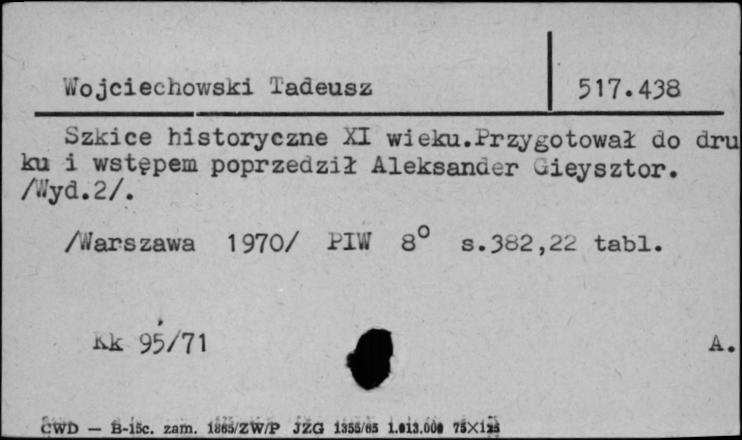 Wojciechowski Tadeusz
517.438
Szkice historyczne XI wieku.Przygotował do dru
ku i wstępem poprzedził Aleksander Gieysztor.
/Wyd.2/.
/Warszawa 1970/ PIW 8° s.382,22 tabl.
Kk 95/71
A.
CWD — B-15c. zam. 1865/ZW/P JZG 1355/65 1.013.000 75X125